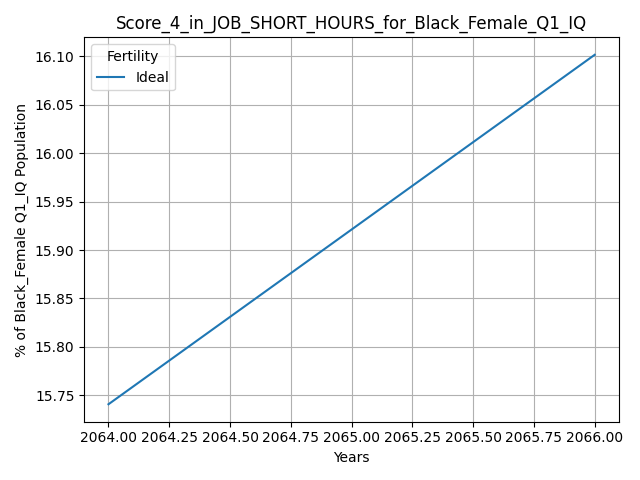 Score_4_in_JOB_SHORT_HOURS_for_Black_Female_Q1_IQ
Fertility
Ideal
% of Black_Female Q1_IQ Population
16.10
16.05
16.00
15.95
15.90
15.85
15.80
15.75
2064.00 2064.25 2064.50 2064.75 2065.00 2065.25 2065.50 2065.75 2066.00
Years